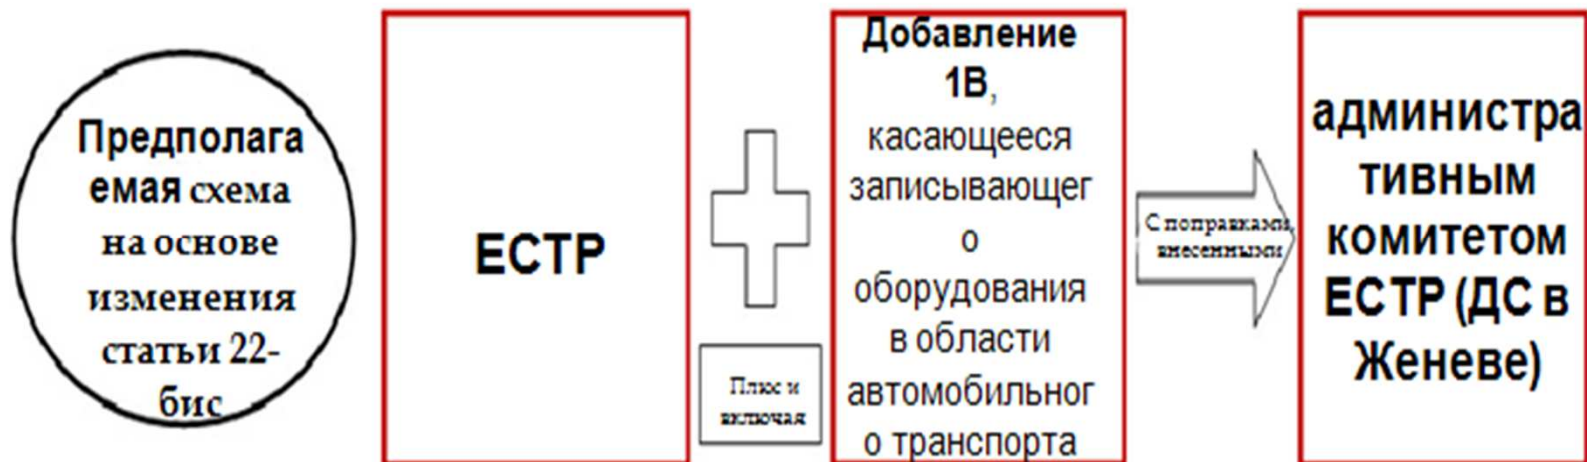 Предполага
емая схема
на основе
изменения
статьи 22-
бис
ЕСТР
Плюс и
включая
Добавление
1В,
касающееся
записывающег
о
оборудования
в области
автомобильног
о транспорта
С поправками,
внесенными
администра
тивным
комитетом
ЕСТР (ДС в
Женеве)